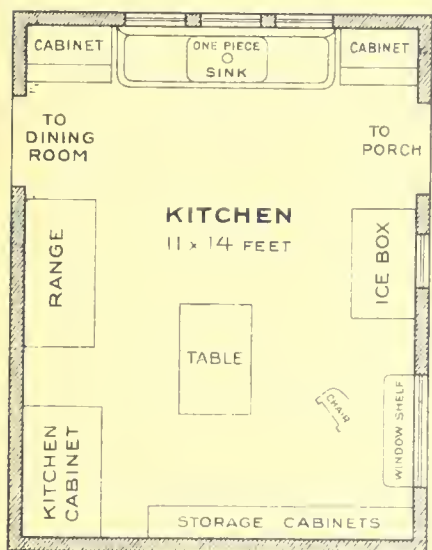 CABINET
ONE PIECE
SINK
CABINET
TO
DINING
ROOM
TO
PORCH
KITCHEN
11 x 14 FEET
RANGE
ICE BOX
TABLE
CHAIR
WINDOW SHELF
KITCHEN
CABINET
STORAGE CABINETS